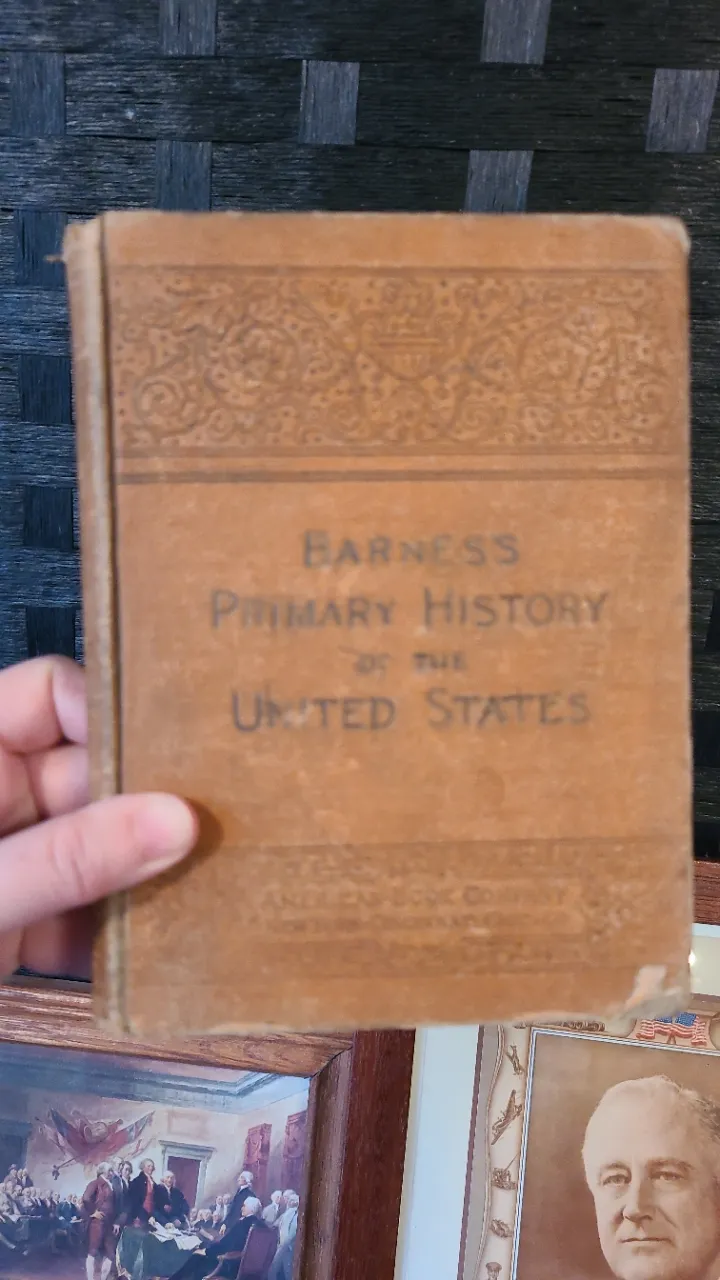 BARNES'S
PRIMARY HISTORY
OF THE
UNITED STATES
AMERICAN BOOK COMPANY